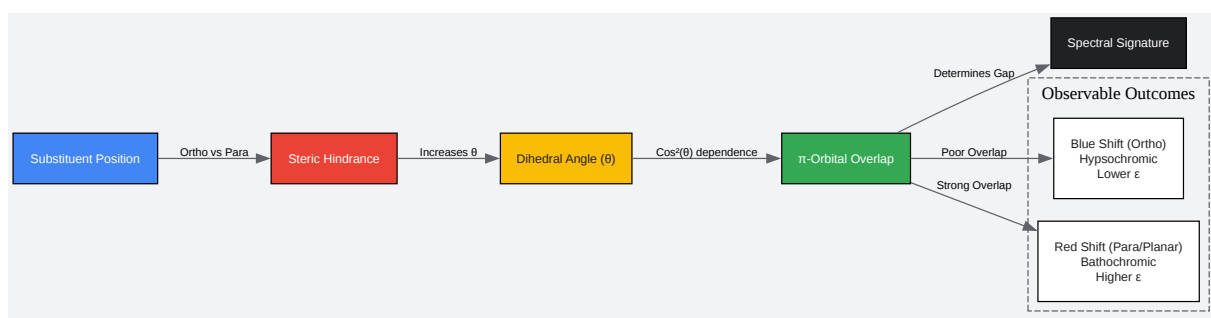 Spectral Signature
Determines Gap
Observable Outcomes
Substituent Position
Ortho vs Para
Steric Hindrance
Increases θ
Dihedral Angle (θ)
Cos²(θ) dependence
π-Orbital Overlap
Poor Overlap
Blue Shift (Ortho)
Hypsochromic
Lower ε
Strong Overlap
Red Shift (Para/Planar)
Bathochromic
Higher ε